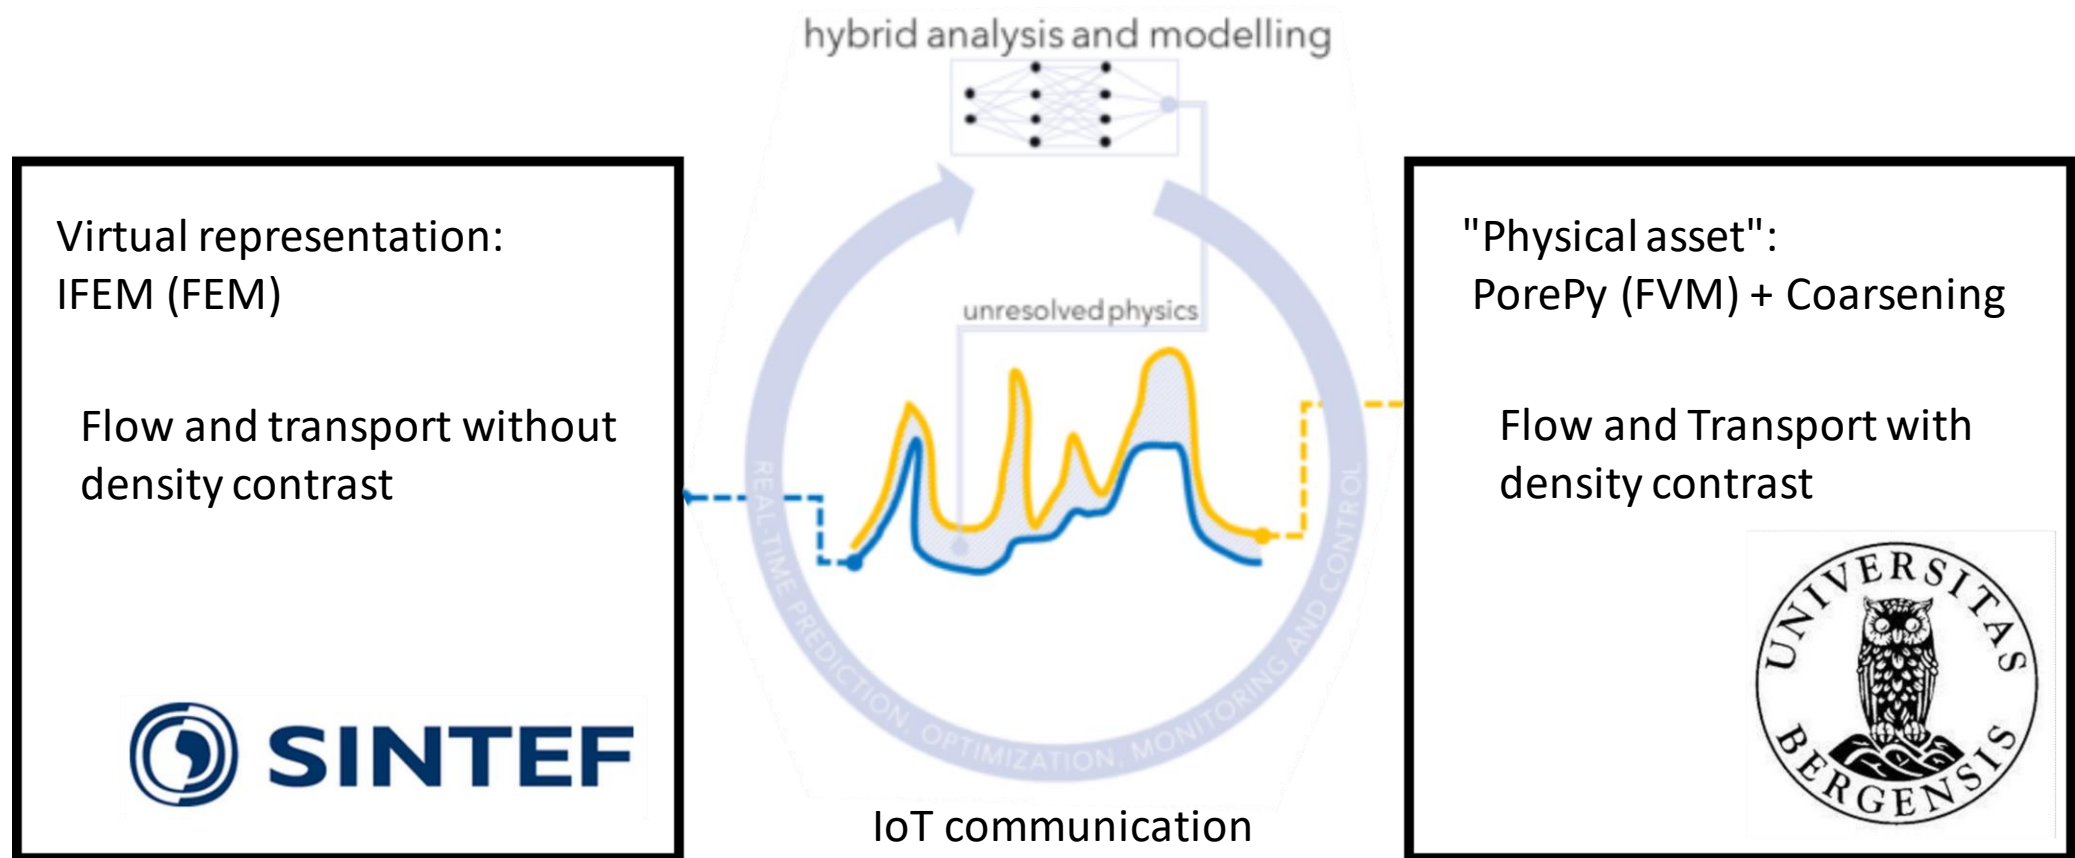 hybrid analysis and modelling
Virtual representation:
IFEM (FEM)
Flow and transport without
density contrast
SINTEF
unresolved physics
REAL-TIME PREDICTION, OPTIMIZATION, MONITORING AND CONTROL
IoT communication
"Physical asset":
PorePy (FVM) + Coarsening
Flow and Transport with
density contrast
UNIVERSITAS
BERGENSIS